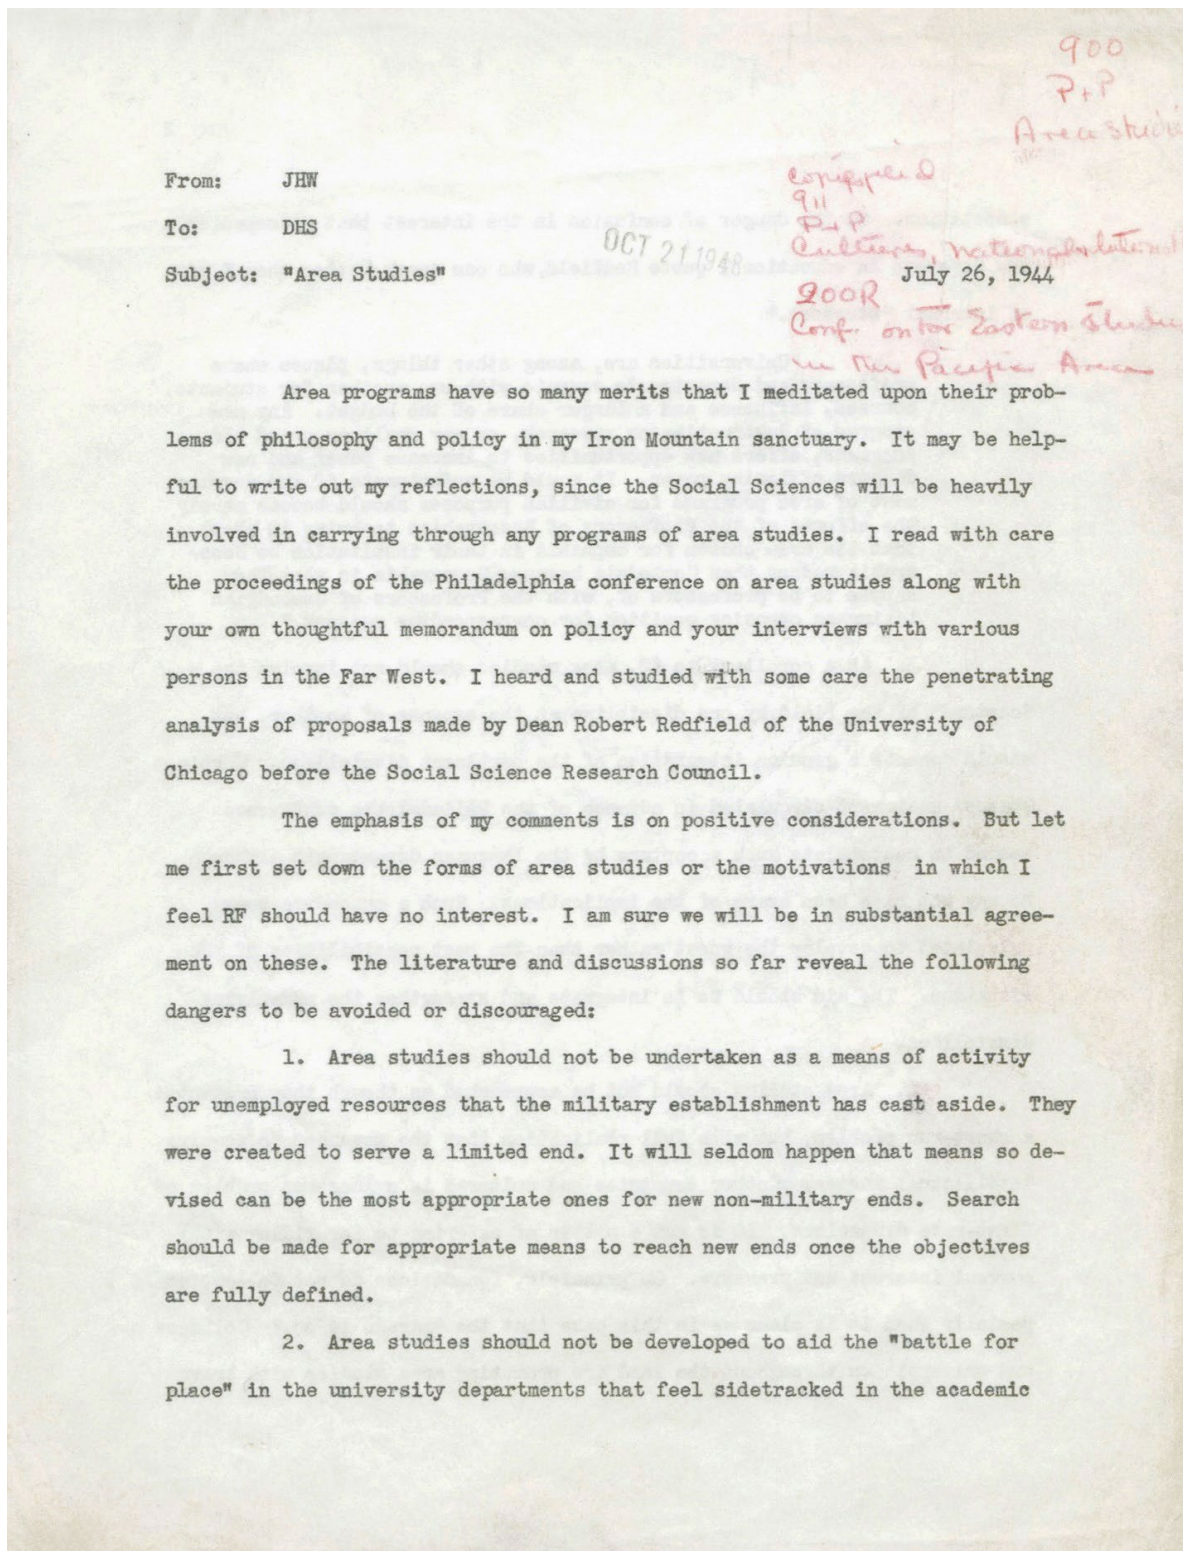 900
P+P
Area Studies
From: JHW
copies filed
911
P+P
To: DHS
OCT 21 1948
Cultures, National
Subject: "Area Studies" July 26, 1944
200R
Conf. on Far Eastern Studies
in the Pacific Area
Area programs have so many merits that I meditated upon their prob-
lems of philosophy and policy in my Iron Mountain sanctuary. It may be help-
ful to write out my reflections, since the Social Sciences will be heavily
involved in carrying through any programs of area studies. I read with care
the proceedings of the Philadelphia conference on area studies along with
your own thoughtful memorandum on policy and your interviews with various
persons in the Far West. I heard and studied with some care the penetrating
analysis of proposals made by Dean Robert Redfield of the University of
Chicago before the Social Science Research Council.
The emphasis of my comments is on positive considerations. But let
me first set down the forms of area studies or the motivations in which I
feel RF should have no interest. I am sure we will be in substantial agree-
ment on these. The literature and discussions so far reveal the following
dangers to be avoided or discouraged:
1. Area studies should not be undertaken as a means of activity
for unemployed resources that the military establishment has cast aside. They
were created to serve a limited end. It will seldom happen that means so de-
vised can be the most appropriate ones for new non-military ends. Search
should be made for appropriate means to reach new ends once the objectives
are fully defined.
2. Area studies should not be developed to aid the "battle for
place" in the university departments that feel sidetracked in the academic